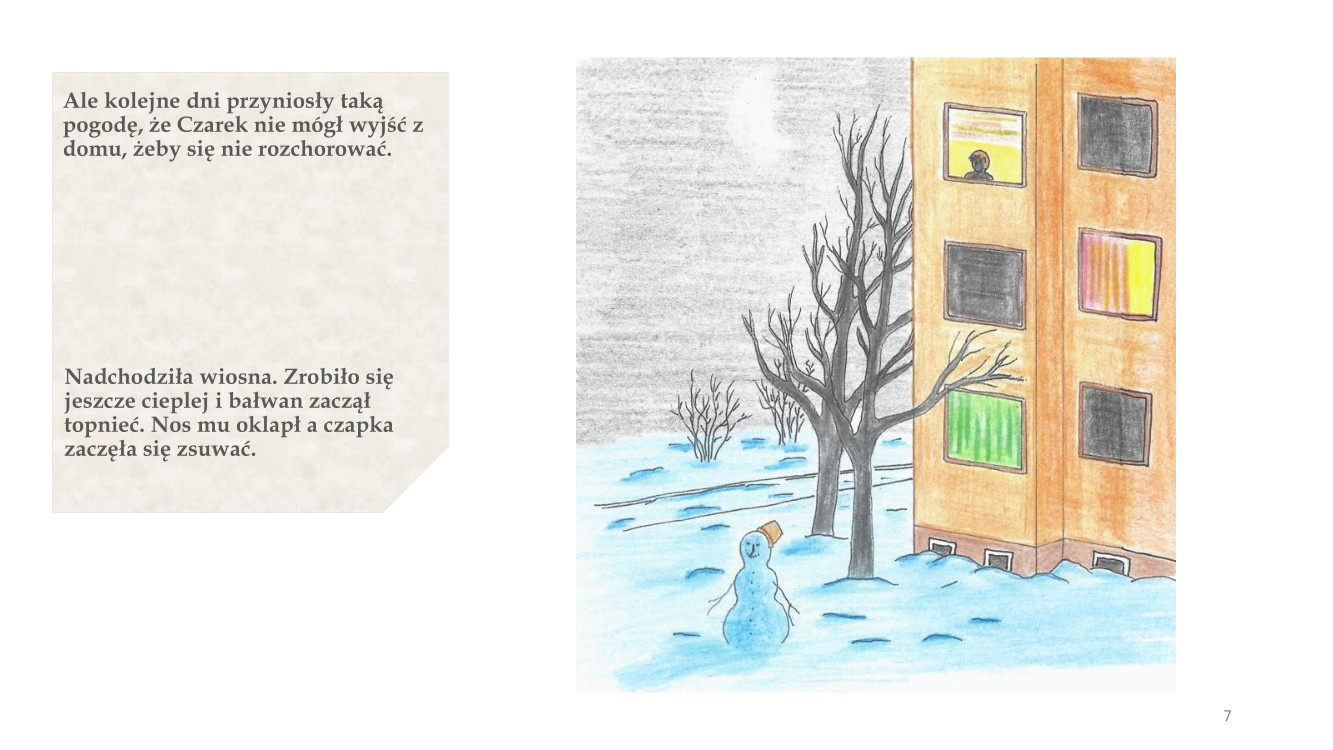 Ale kolejne dni przyniosły taką
pogodę, że Czarek nie mógł wyjść z
domu, żeby się nie rozchorować.
Nadchodziła wiosna. Zrobiło się
jeszcze cieplej i bałwan zaczął
topnieć. Nos mu oklapł a czapka
zaczęła się zsuwać.
7